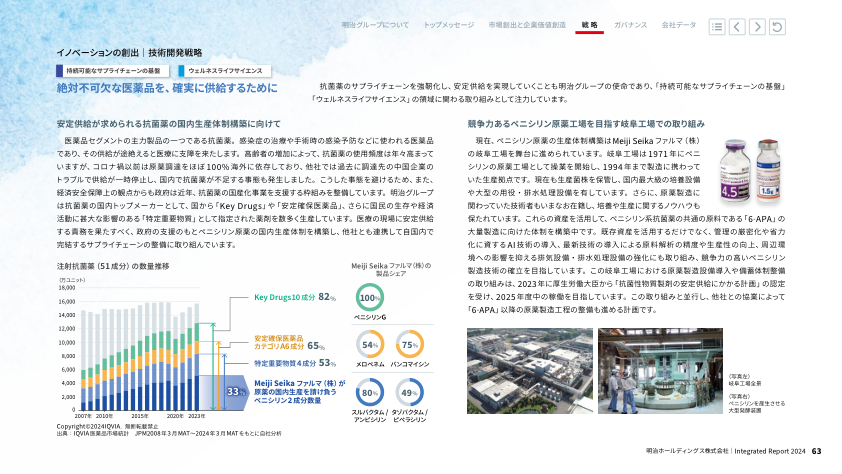 明治グループについて トップメッセージ 市場創出と企業価値創造 戦略 ガバナンス 会社データ
イノベーションの創出｜技術開発戦略
持続可能なサプライチェーンの基盤 ウェルネスライフサイエンス
絶対不可欠な医薬品を、確実に供給するために
抗菌薬のサプライチェーンを強靭化し、安定供給を実現していくことも明治グループの使命であり、「持続可能なサプライチェーンの基盤」
「ウェルネスライフサイエンス」の領域に関わる取り組みとして注力しています。
安定供給が求められる抗菌薬の国内生産体制構築に向けて
医薬品セグメントの主力製品の一つである抗菌薬。感染症の治療や手術時の感染予防などに使われる医薬品
であり、その供給が途絶えると医療に支障を来たします。高齢者の増加によって、抗菌薬の使用頻度は年々高まって
いますが、コロナ禍以前は原薬調達をほぼ100％海外に依存しており、他社では過去に調達先の中国企業の
トラブルで供給が一時停止し、国内で抗菌薬が不足する事態も発生しました。こうした事態を避けるため、また、
経済安全保障上の観点からも政府は近年、抗菌薬の国産化事業を支援する枠組みを整備しています。明治グループ
は抗菌薬の国内トップメーカーとして、国から「Key Drugs」や「安定確保医薬品」、さらに国民の生存や経済
活動に甚大な影響のある「特定重要物質」として指定された薬剤を数多く生産しています。医療の現場に安定供給
する責務を果たすべく、政府の支援のもとペニシリン原薬の国内生産体制を構築し、他社とも連携して自国内で
完結するサプライチェーンの整備に取り組んでいます。
注射抗菌薬（51成分）の数量推移
（万ユニット）
18,000
16,000
14,000
12,000
10,000
8,000
6,000
4,000
2,000
0
2007年 2010年 2015年 2020年 2023年
Key Drugs10成分 82%
安定確保医薬品
カテゴリA6成分 65%
特定重要物質4成分 53%
33%
Meiji Seika ファルマ（株）が
原薬の国内生産を請け負う
ペニシリン2成分数量
Copyright©2024IQVIA. 無断転載禁止
出典：IQVIA医薬品市場統計 JPM2008年3月MAT～2024年3月MATをもとに自社分析
Meiji Seika ファルマ（株）の
製品シェア
100%
ペニシリンG
54% 75%
メロペネム バンコマイシン
80% 49%
スルバクタム／
アンピシリン
タゾバクタム／
ピペラシリン
競争力あるペニシリン原薬工場を目指す岐阜工場での取り組み
現在、ペニシリン原薬の生産体制構築はMeiji Seika ファルマ（株）
の岐阜工場を舞台に進められています。岐阜工場は1971年にペニ
シリンの原薬工場として操業を開始し、1994年まで製造に携わって
いた生産拠点です。現在も生産菌株を保管し、国内最大級の培養設備
や大型の用役・排水処理設備を有しています。さらに、原薬製造に
関わっていた技術者もいまなお在籍し、培養や生産に関するノウハウも
保たれています。これらの資産を活用して、ペニシリン系抗菌薬の共通の原料である「6-APA」の
大量製造に向けた体制を構築中です。既存資産を活用するだけでなく、管理の厳密化や省力
化に資するAI技術の導入、最新技術の導入による原料解析の精度や生産性の向上、周辺環
境への影響を抑える排気設備・排水処理設備の強化にも取り組み、競争力の高いペニシリン
製造技術の確立を目指しています。この岐阜工場における原薬製造設備導入や備蓄体制整備
の取り組みは、2023年に厚生労働大臣から「抗菌性物質製剤の安定供給にかかる計画」の認定
を受け、2025年度中の稼働を目指しています。この取り組みと並行し、他社との協業によって
「6-APA」以降の原薬製造工程の整備も進める計画です。
4.5
1.5g
（写真左）
岐阜工場全景
（写真右）
ペニシリンを産生させる
大型発酵装置
明治ホールディングス株式会社｜Integrated Report 2024 63